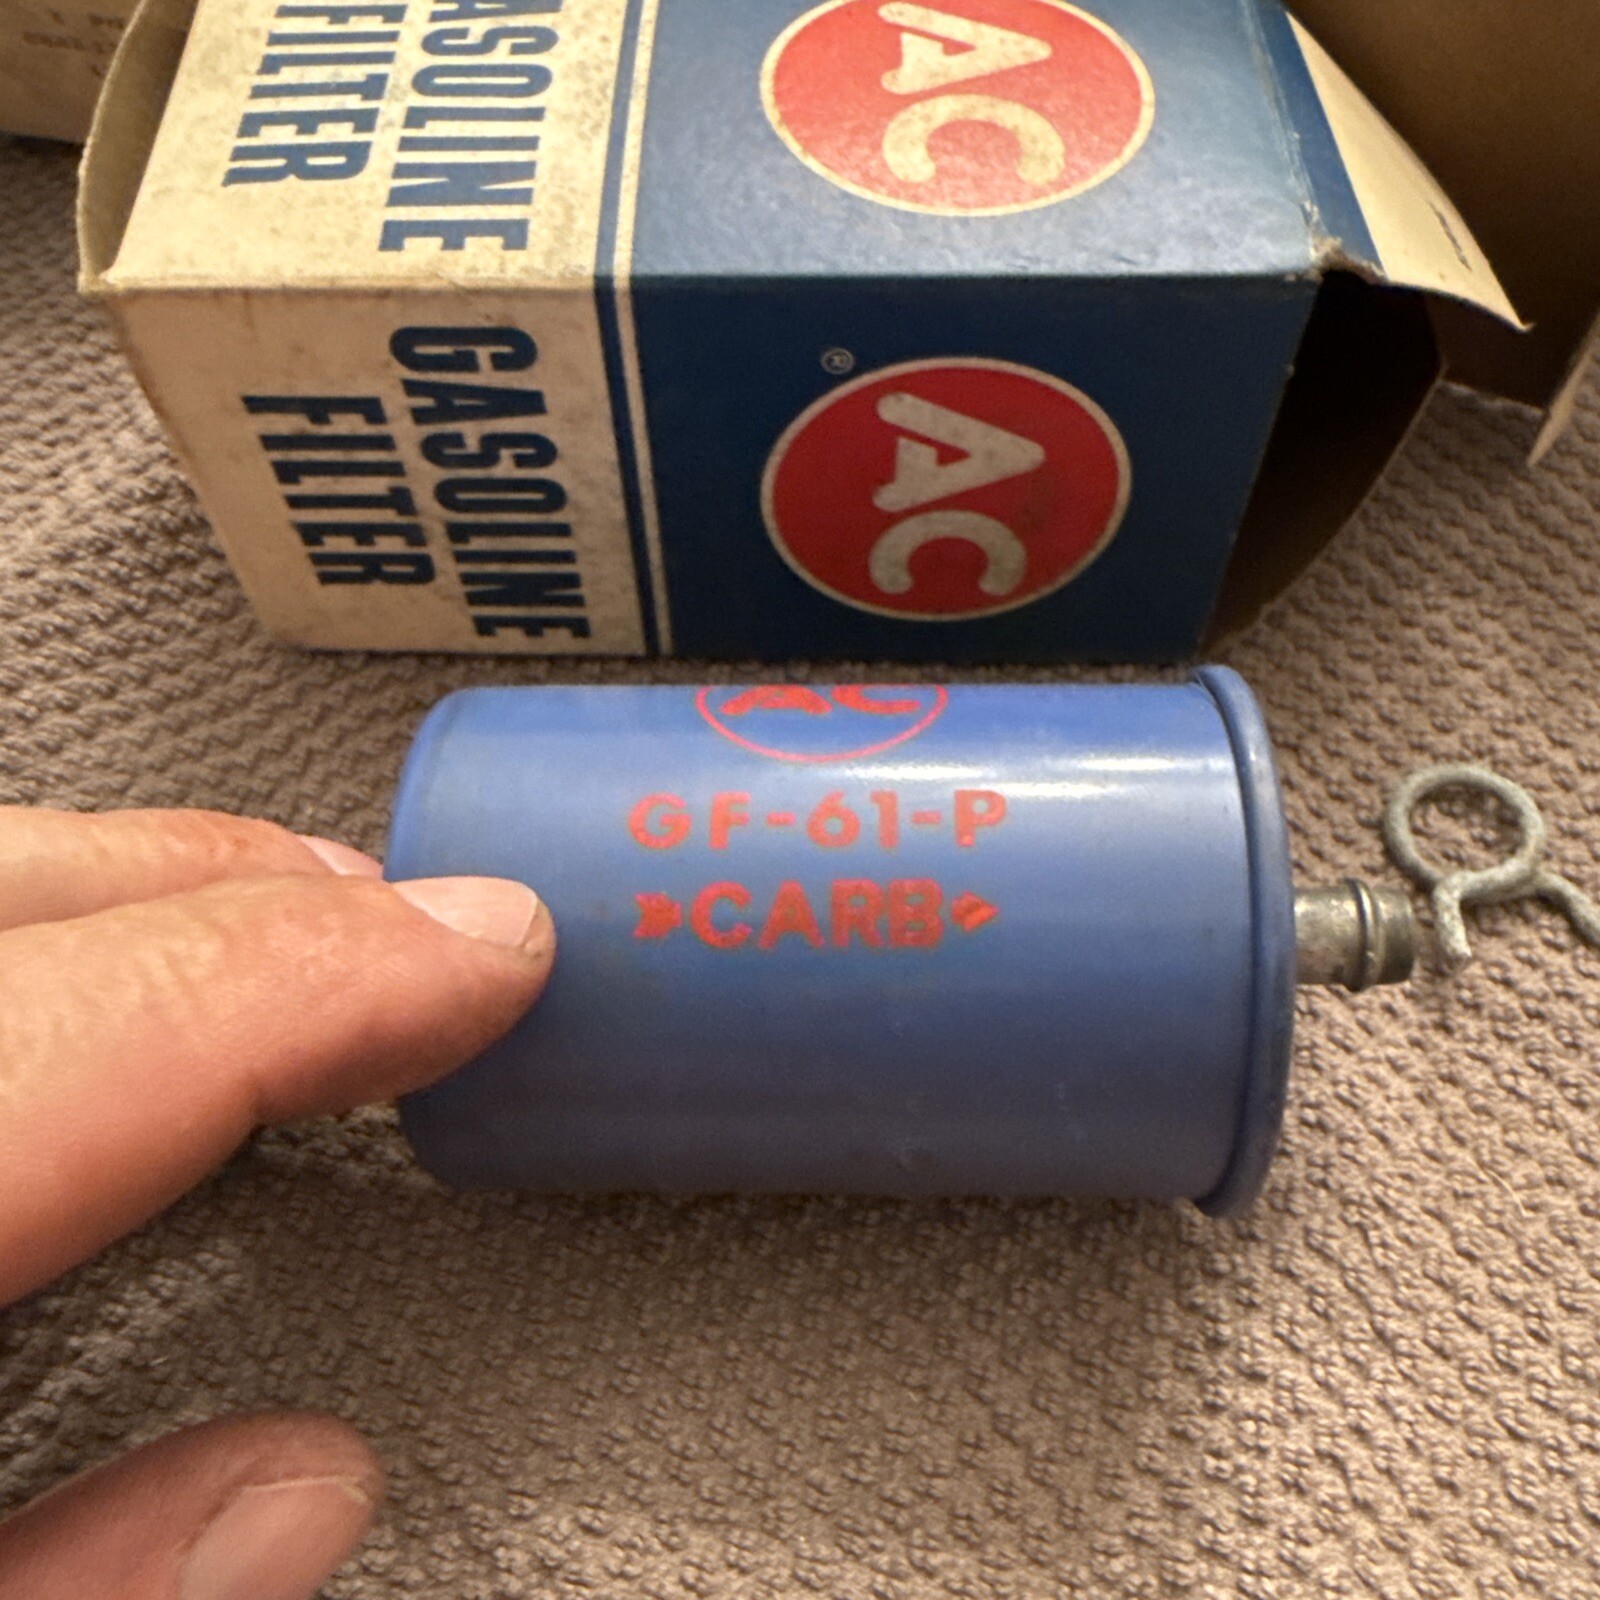 GASOLINE
FILTER
AC
GASOLINE
FILTER
®
AC
AC
GF-61-P
CARB